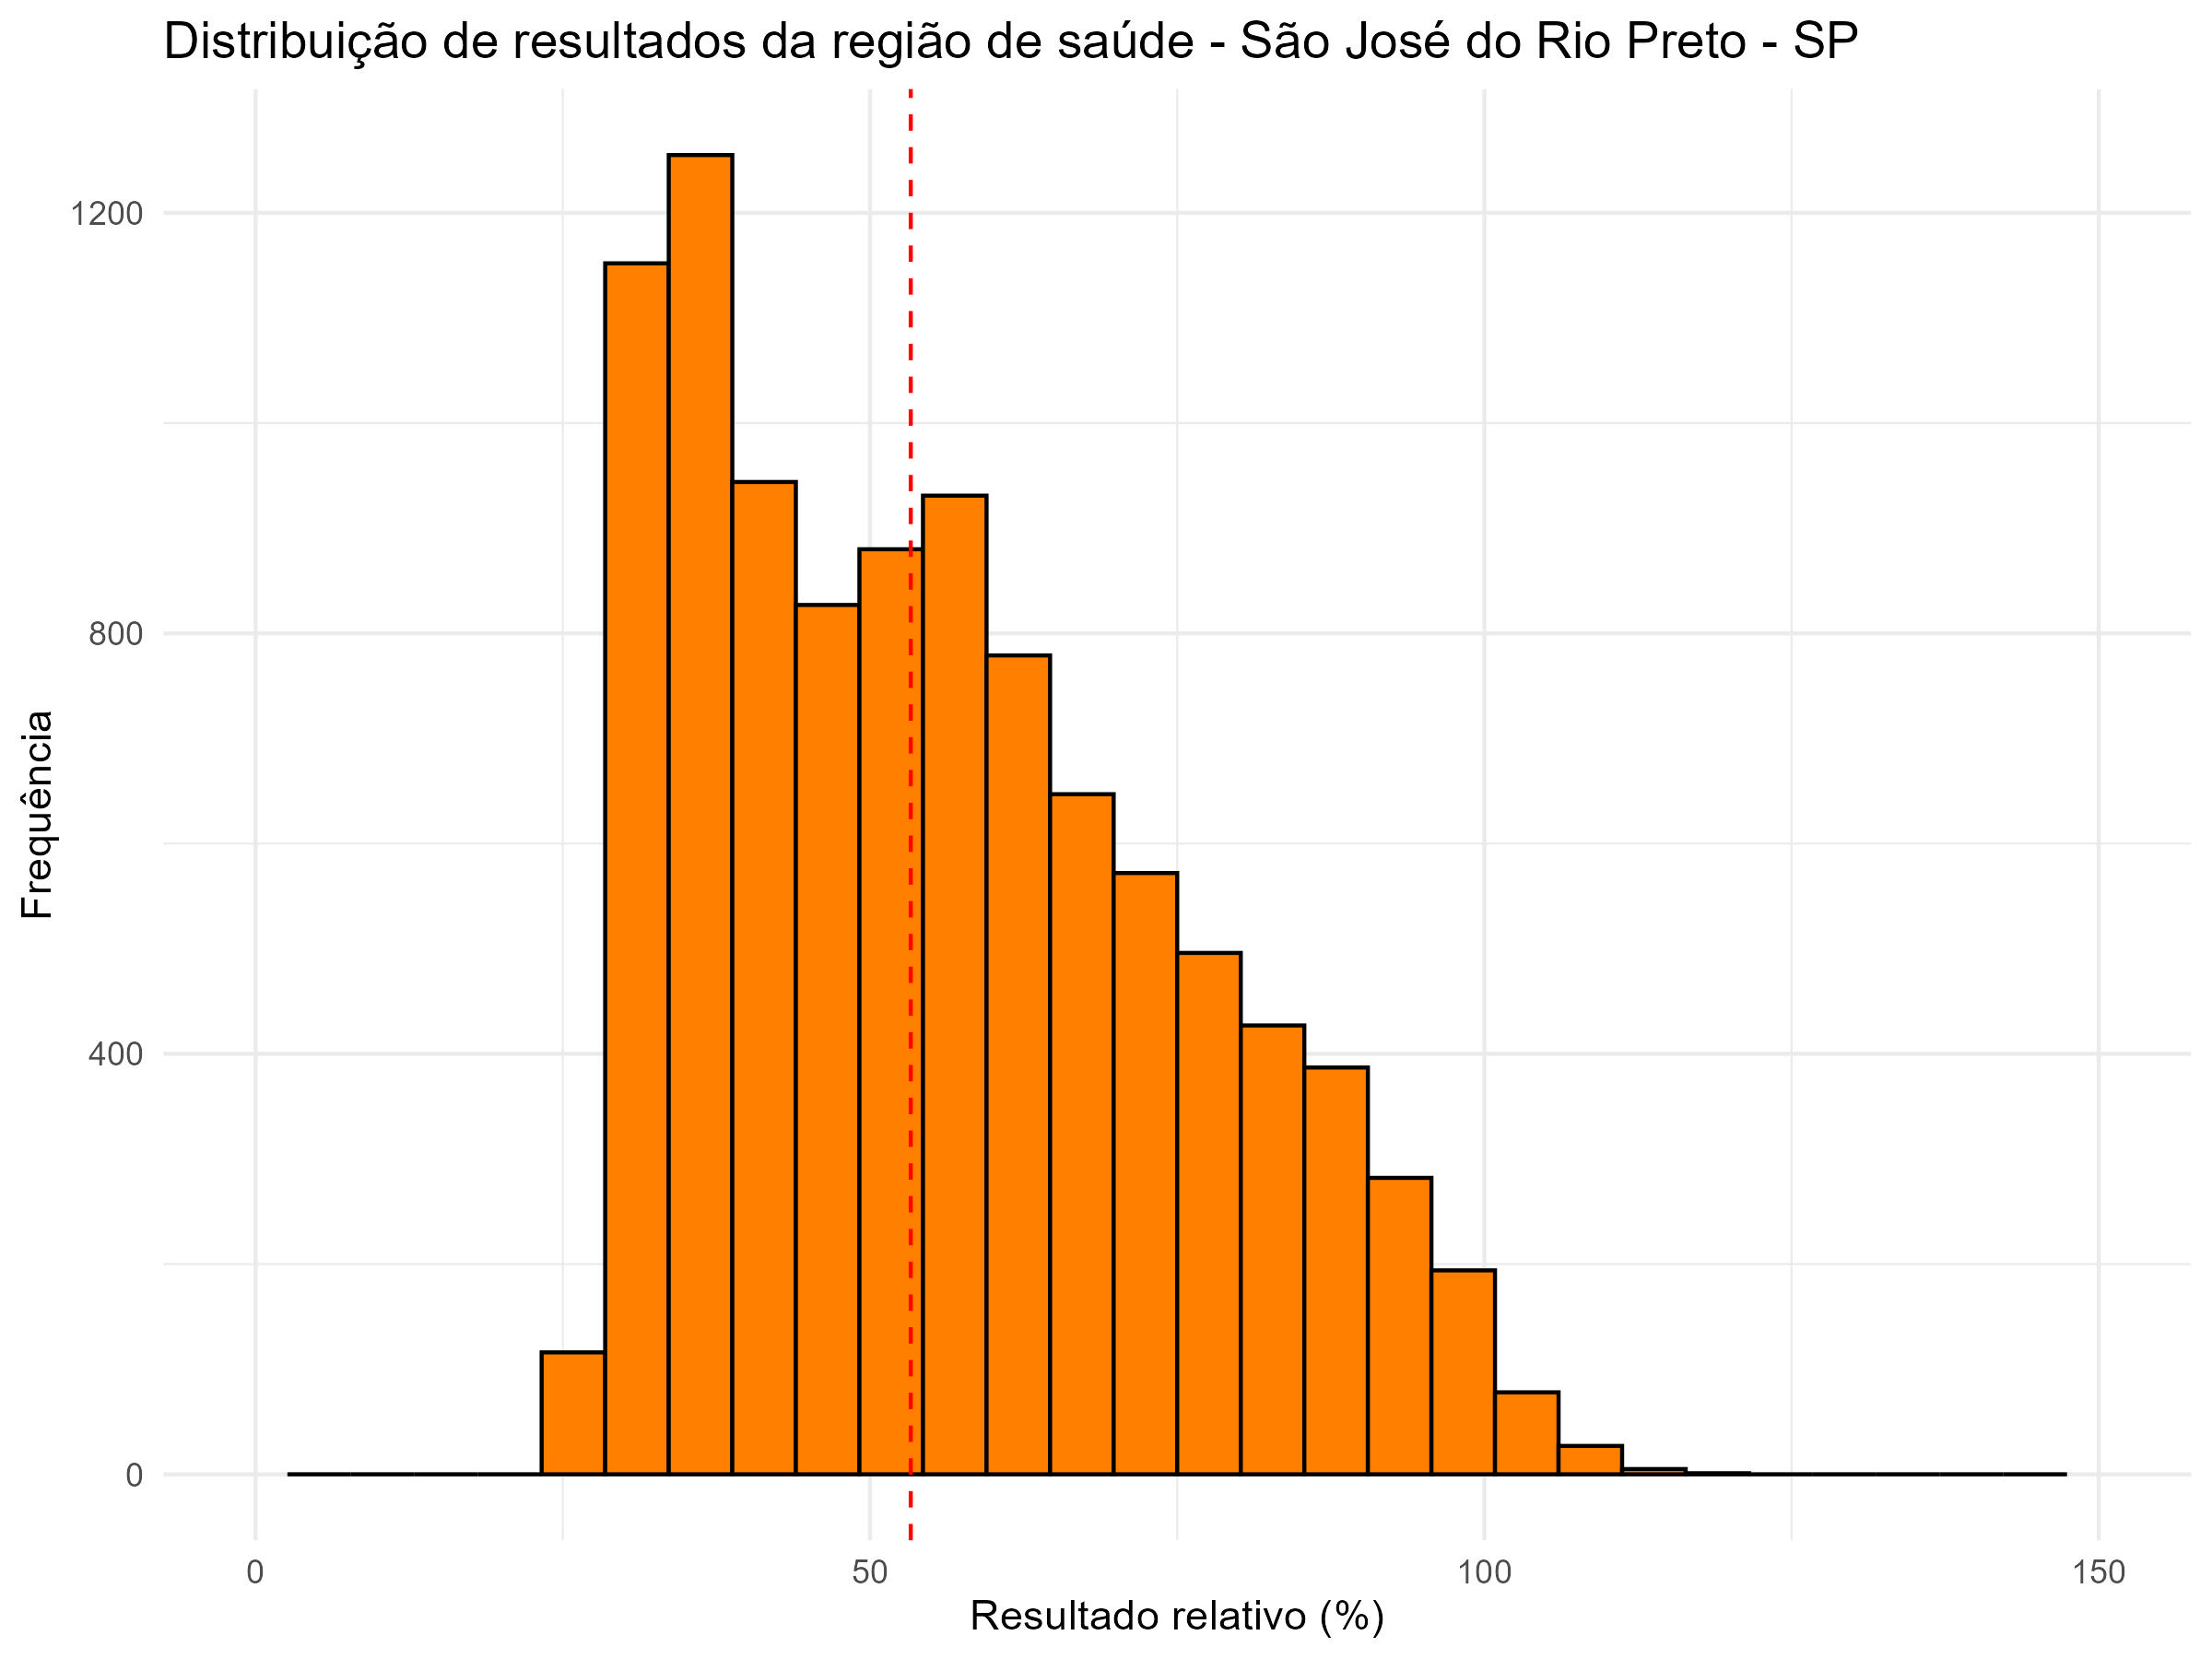 Distribuição de resultados da região de saúde - São José do Rio Preto - SP
1200
800
400
0
Frequência
0 50 100 150
Resultado relativo (%)